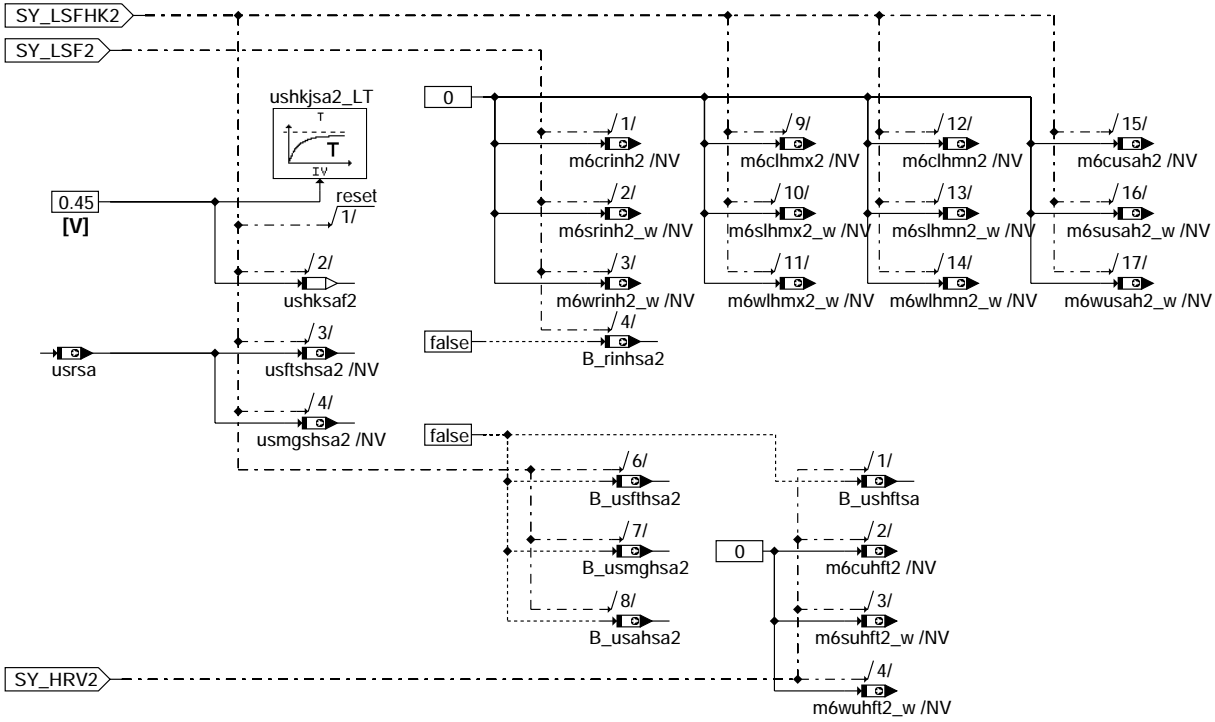 SY_LSFHK2
SY_LSF2
ushkjsa2_LT
T
T
IV
0.45
[V]
reset
1/
2/
ushksaf2
usrsa
3/
usftshsa2 /NV
4/
usmgshsa2 /NV
0
1/
m6crinh2 /NV
2/
m6srinh2_w /NV
3/
m6wrinh2_w /NV
false
4/
B_rinhsa2
9/
m6clhmx2 /NV
10/
m6slhmx2_w /NV
11/
m6wlhmx2_w /NV
12/
m6clhmn2 /NV
13/
m6slhmn2_w /NV
14/
m6wlhmn2_w /NV
15/
m6cusah2 /NV
16/
m6susah2_w /NV
17/
m6wusah2_w /NV
false
6/
B_usfthsa2
7/
B_usmghsa2
8/
B_usahsa2
1/
B_ushftsa
0
2/
m6cuhft2 /NV
3/
m6suhft2_w /NV
4/
m6wuhft2_w /NV
SY_HRV2